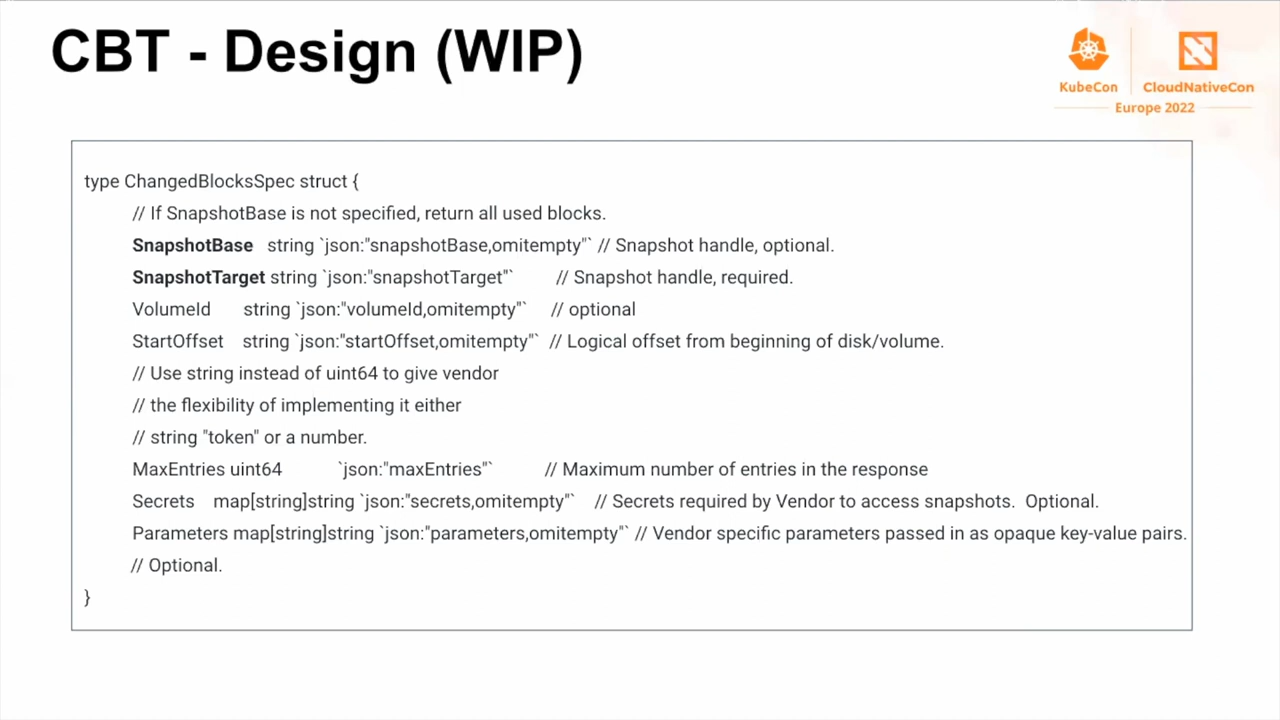 CBT - Design (WIP)
KubeCon
CloudNativeCon
Europe 2022
type ChangedBlocksSpec struct {
// If SnapshotBase is not specified, return all used blocks.
SnapshotBase string `json:"snapshotBase,omitempty"` // Snapshot handle, optional.
SnapshotTarget string `json:"snapshotTarget"` // Snapshot handle, required.
VolumeId string `json:"volumeId,omitempty"` // optional
StartOffset string `json:"startOffset,omitempty"` // Logical offset from beginning of disk/volume.
// Use string instead of uint64 to give vendor
// the flexibility of implementing it either
// string "token" or a number.
MaxEntries uint64 `json:"maxEntries"` // Maximum number of entries in the response
Secrets map[string]string `json:"secrets,omitempty"` // Secrets required by Vendor to access snapshots. Optional.
Parameters map[string]string `json:"parameters,omitempty"` // Vendor specific parameters passed in as opaque key-value pairs.
// Optional.
}